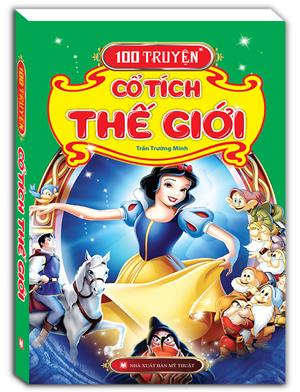 100 TRUYỆN
CỔ TÍCH
THẾ GIỚI
Trần Trường Minh
NHÀ XUẤT BẢN MỸ THUẬT
100 TRUYỆN
CỔ TÍCH THẾ GIỚI